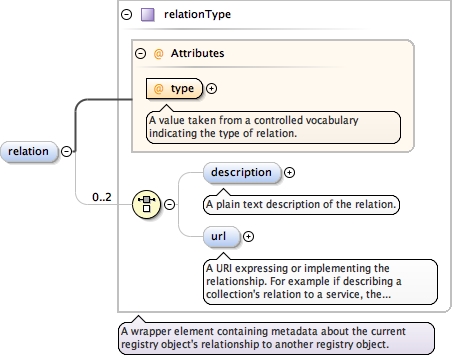 relationType
@ Attributes
@ type
A value taken from a controlled vocabulary
indicating the type of relation.
relation
0..2
description
A plain text description of the relation.
url
A URI expressing or implementing the
relationship. For example if describing a
collection's relation to a service, the...
A wrapper element containing metadata about the current
registry object's relationship to another registry object.